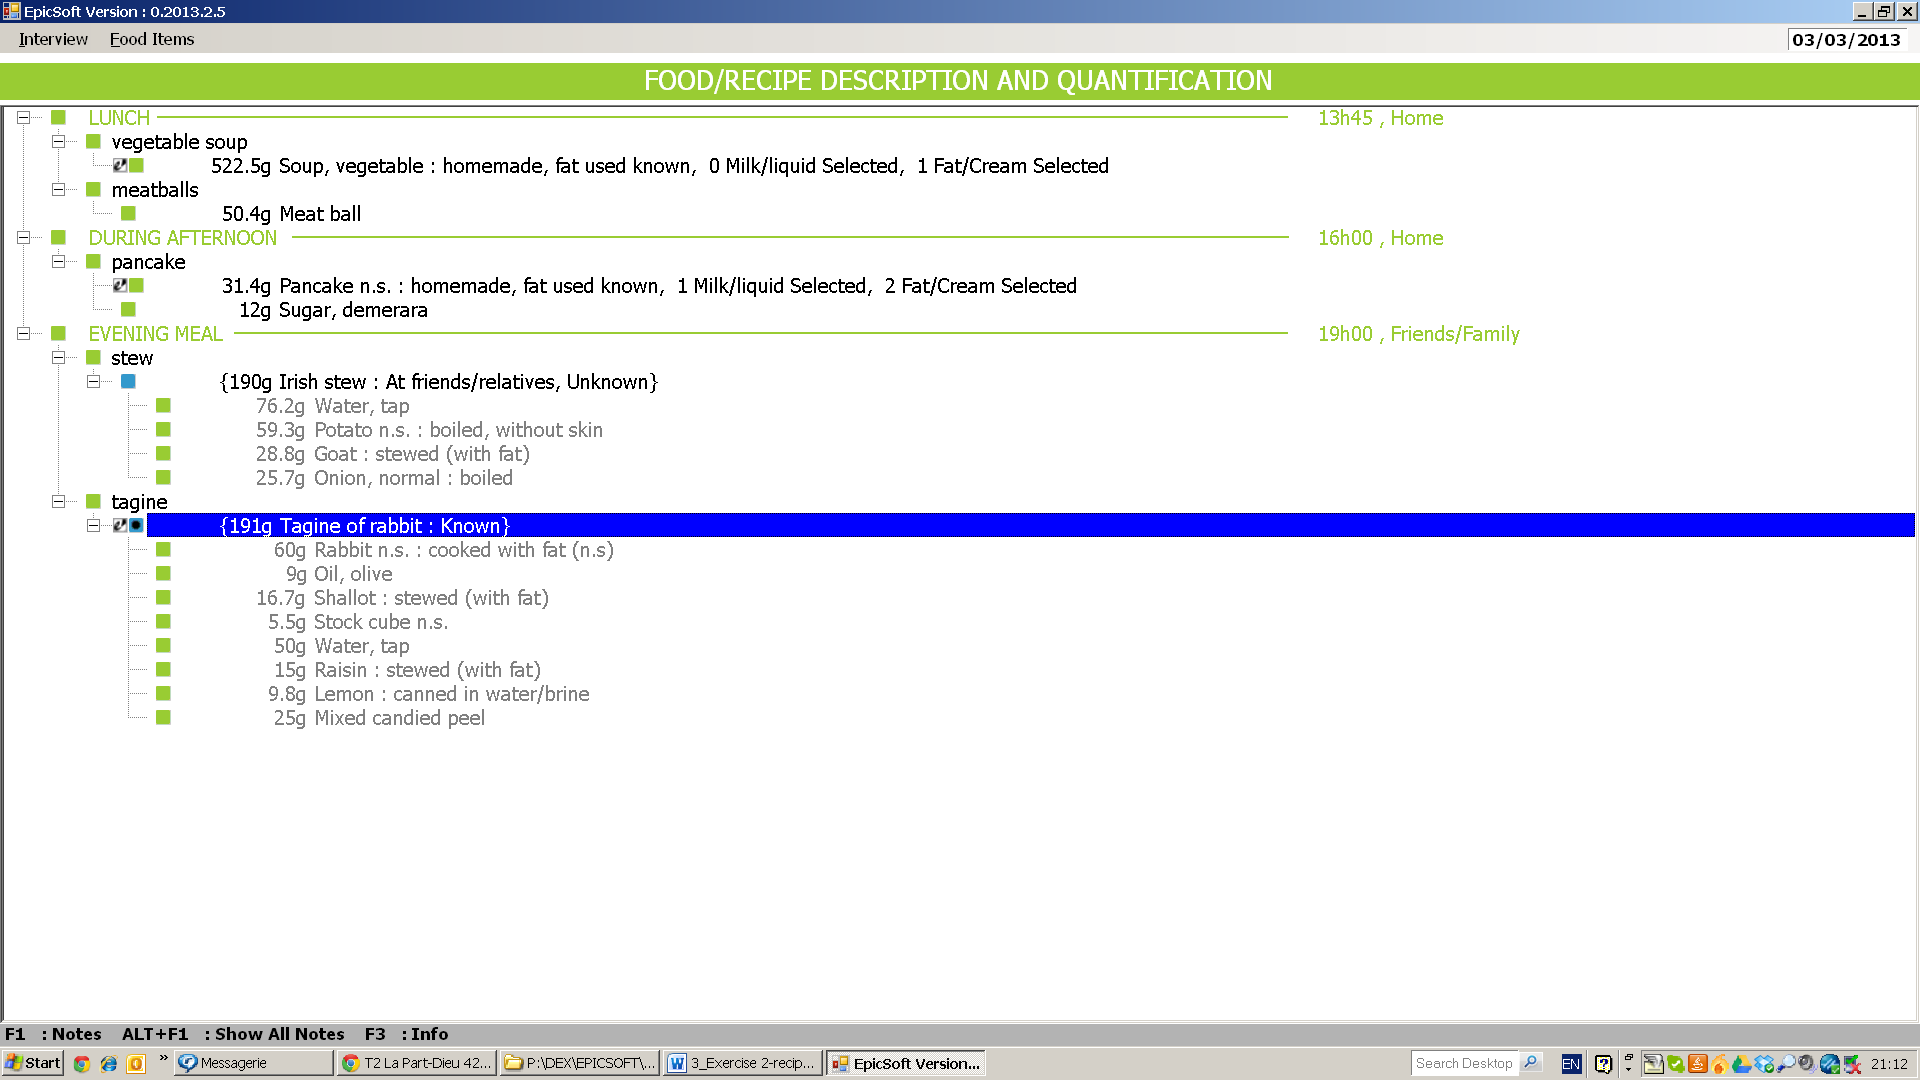 EpicSoft Version : 0.2013.2.5
Interview Food Items 03/03/2013
FOOD/RECIPE DESCRIPTION AND QUANTIFICATION
LUNCH 13h45 , Home
vegetable soup
522.5g Soup, vegetable : homemade, fat used known, 0 Milk/liquid Selected, 1 Fat/Cream Selected
meatballs
50.4g Meat ball
DURING AFTERNOON 16h00 , Home
pancake
31.4g Pancake n.s. : homemade, fat used known, 1 Milk/liquid Selected, 2 Fat/Cream Selected
12g Sugar, demerara
EVENING MEAL 19h00 , Friends/Family
stew
{190g Irish stew : At friends/relatives, Unknown}
76.2g Water, tap
59.3g Potato n.s. : boiled, without skin
28.8g Goat : stewed (with fat)
25.7g Onion, normal : boiled
tagine
{191g Tagine of rabbit : Known}
60g Rabbit n.s. : cooked with fat (n.s)
9g Oil, olive
16.7g Shallot : stewed (with fat)
5.5g Stock cube n.s.
50g Water, tap
15g Raisin : stewed (with fat)
9.8g Lemon : canned in water/brine
25g Mixed candied peel
F1 : Notes ALT+F1 : Show All Notes F3 : Info
Start Messagerie T2 La Part-Dieu 42... P:\DEX\EPICSOFT\... 3_Exercise 2-recip... EpicSoft Version... Search Desktop EN 21:12